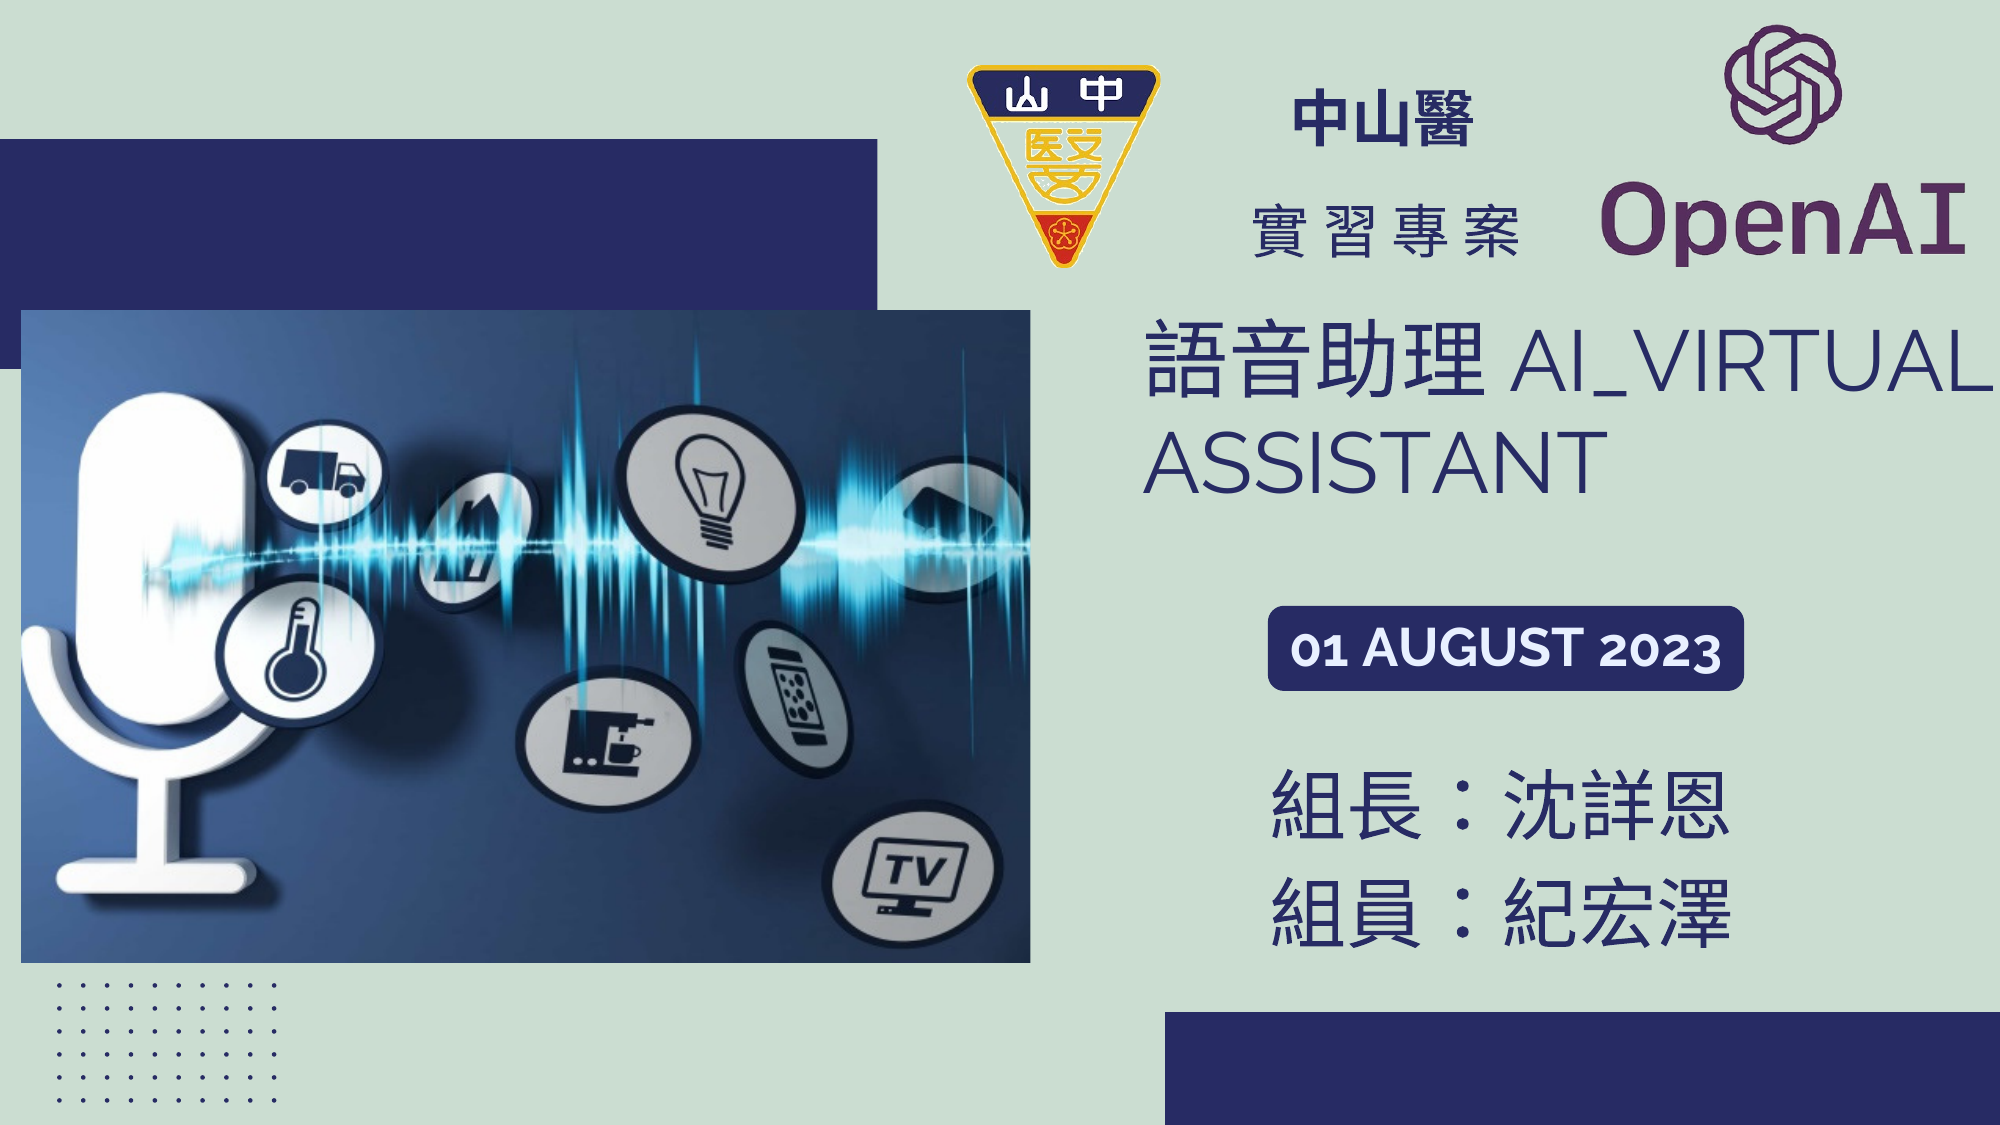 山 中
醫
中山醫
實習專案
OpenAI
語音助理 AI_VIRTUAL
ASSISTANT
01 AUGUST 2023
組長：沈詳恩
組員：紀宏澤
TV